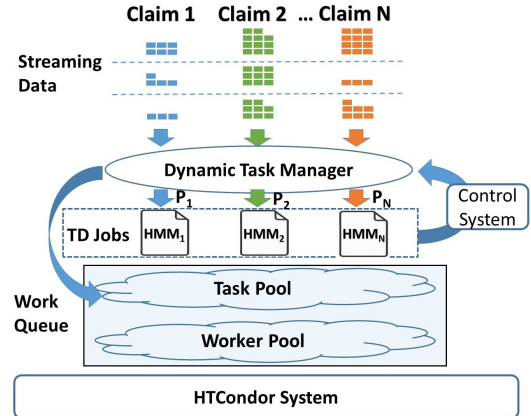 Claim 1 Claim 2 ... Claim N
Streaming
Data
Dynamic Task Manager
P1 P2 PN
Control
System
TD Jobs HMM1 HMM2 HMMN
Task Pool
Work
Queue
Worker Pool
HTCondor System